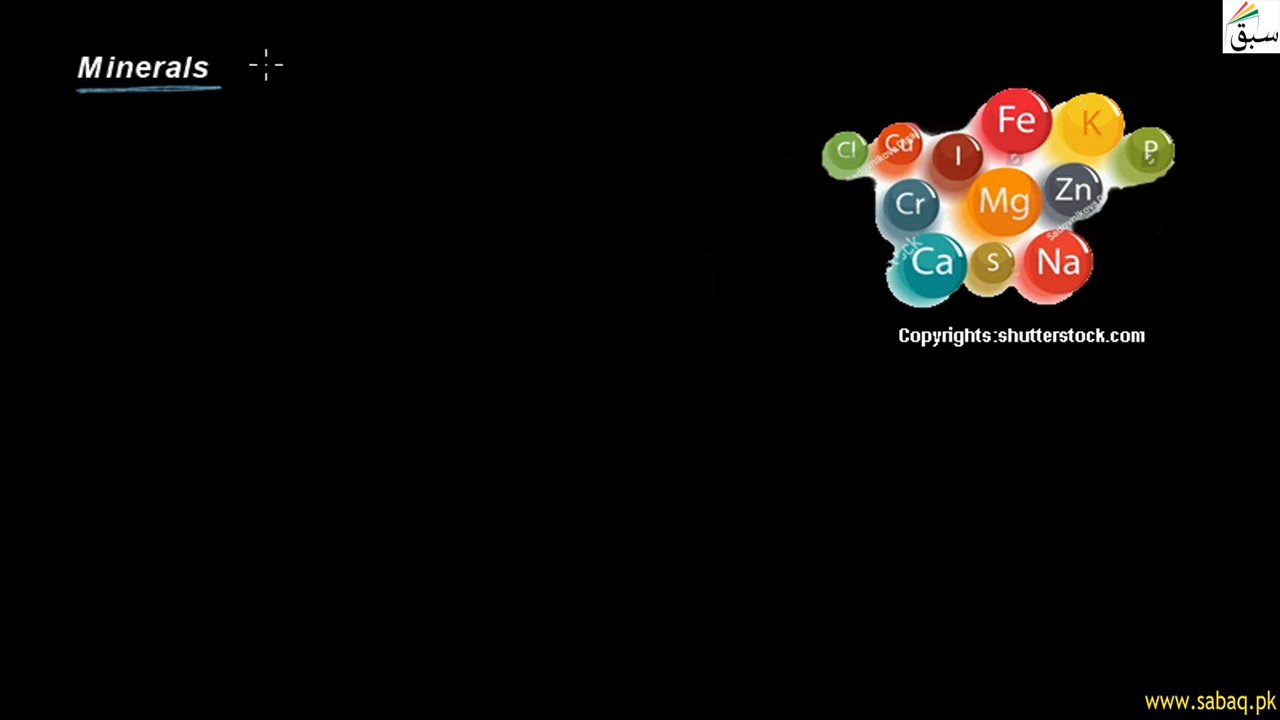 سبق
Minerals
Fe
K
Cl
Cu
I
P
Cr
Mg
Zn
Ca
S
Na
Copyrights:shutterstock.com
www.sabaq.pk